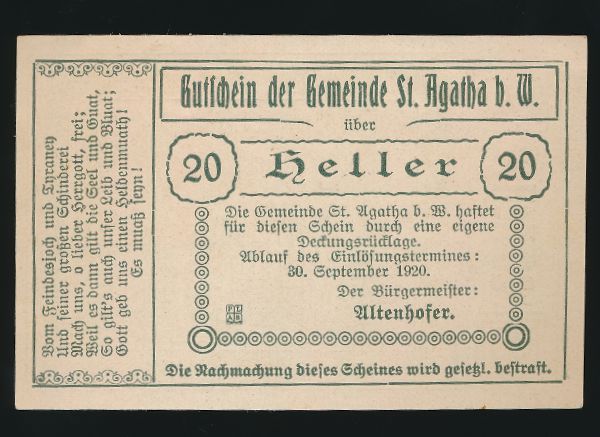 Gutschein der Gemeinde St. Agatha b. W.
über
20 Heller 20
Die Gemeinde St. Agatha b. W. haftet
für diesen Schein durch eine eigene
Deckungsrücklage.
Ablauf des Einlösungstermines:
30. September 1920.
Der Bürgermeister:
Altenhofer.
Die Nachmachung dieses Scheines wird gesetzl. bestraft.
Vom Feindesjoch und Thyraney
Und seiner großen Schinderei
Mach uns, o lieber Herrgott, frei;
Weil es dann gilt die Seel und Guat,
So gilt's auch unser Leib und Bluat;
Gott geb uns einen Heldenmuath!
Es muaß seyn!